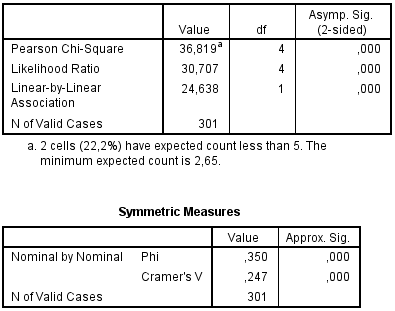 Value df Asymp. Sig. (2-sided)
Pearson Chi-Square 36,819a 4 ,000
Likelihood Ratio 30,707 4 ,000
Linear-by-Linear Association 24,638 1 ,000
N of Valid Cases 301
a. 2 cells (22,2%) have expected count less than 5. The
minimum expected count is 2,65.
Symmetric Measures
Value Approx. Sig.
Nominal by Nominal Phi ,350 ,000
Cramer's V ,247 ,000
N of Valid Cases 301